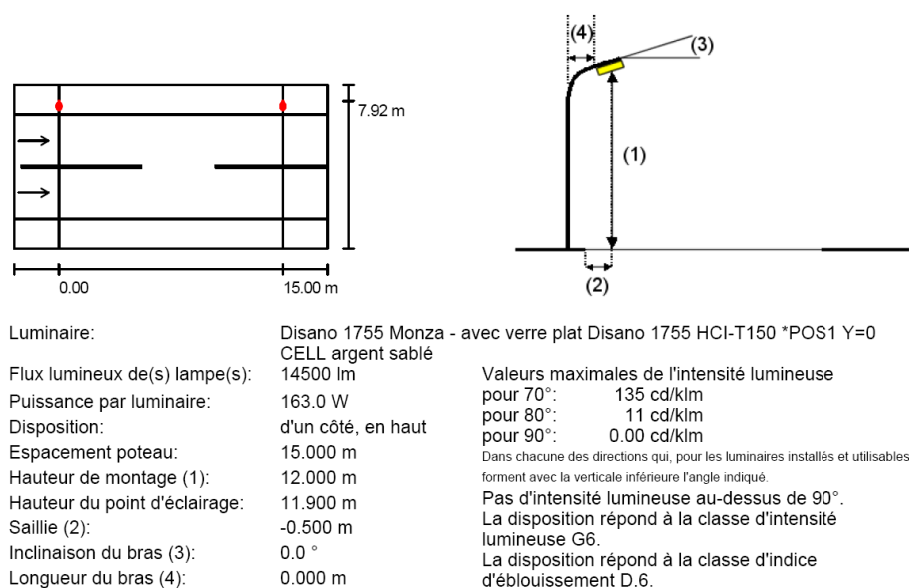 7.92 m
0.00
15.00 m
(4)
(3)
(1)
(2)
Luminaire: Disano 1755 Monza - avec verre plat Disano 1755 HCI-T150 *POS1 Y=0
CELL argent sablé
Flux lumineux de(s) lampe(s): 14500 lm
Puissance par luminaire: 163.0 W
Disposition: d'un côté, en haut
Espacement poteau: 15.000 m
Hauteur de montage (1): 12.000 m
Hauteur du point d'éclairage: 11.900 m
Saillie (2): -0.500 m
Inclinaison du bras (3): 0.0 °
Longueur du bras (4): 0.000 m
Valeurs maximales de l'intensité lumineuse
pour 70°: 135 cd/klm
pour 80°: 11 cd/klm
pour 90°: 0.00 cd/klm
Dans chacune des directions qui, pour les luminaires installés et utilisables,
forment avec la verticale inférieure l'angle indiqué.
Pas d'intensité lumineuse au-dessus de 90°.
La disposition répond à la classe d'intensité
lumineuse G6.
La disposition répond à la classe d'indice
d'éblouissement D.6.